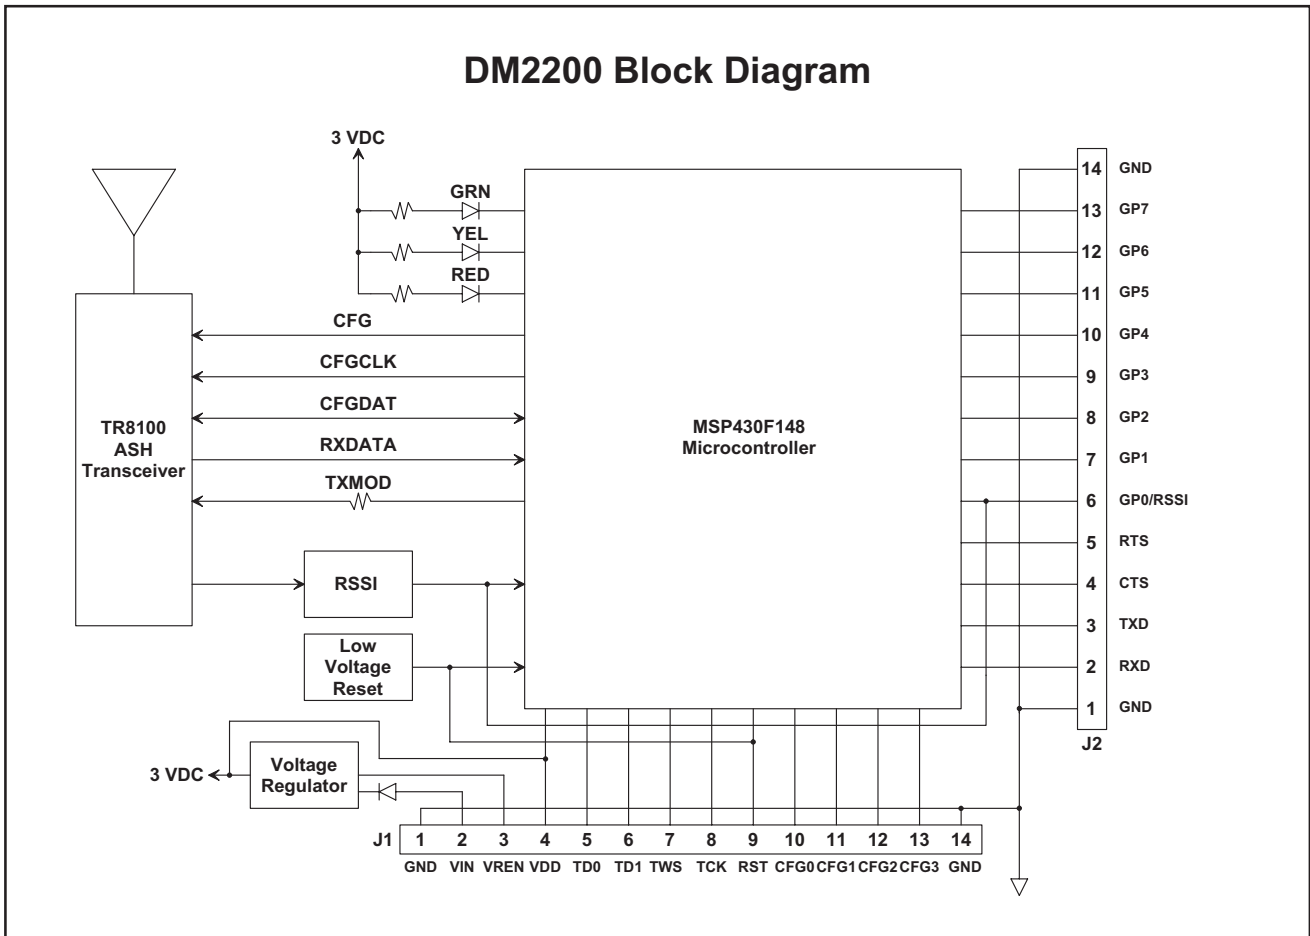 DM2200 Block Diagram
3 VDC
GRN
YEL
RED
CFG
CFGCLK
CFGDAT
RXDATA
TXMOD
TR8100
ASH
Transceiver
RSSI
Low
Voltage
Reset
Voltage
Regulator
3 VDC
MSP430F148
Microcontroller
14 GND
13 GP7
12 GP6
11 GP5
10 GP4
9 GP3
8 GP2
7 GP1
6 GP0/RSSI
5 RTS
4 CTS
3 TXD
2 RXD
1 GND
J2
J1 1 2 3 4 5 6 7 8 9 10 11 12 13 14
GND VIN VREN VDD TD0 TD1 TWS TCK RST CFG0 CFG1 CFG2 CFG3 GND